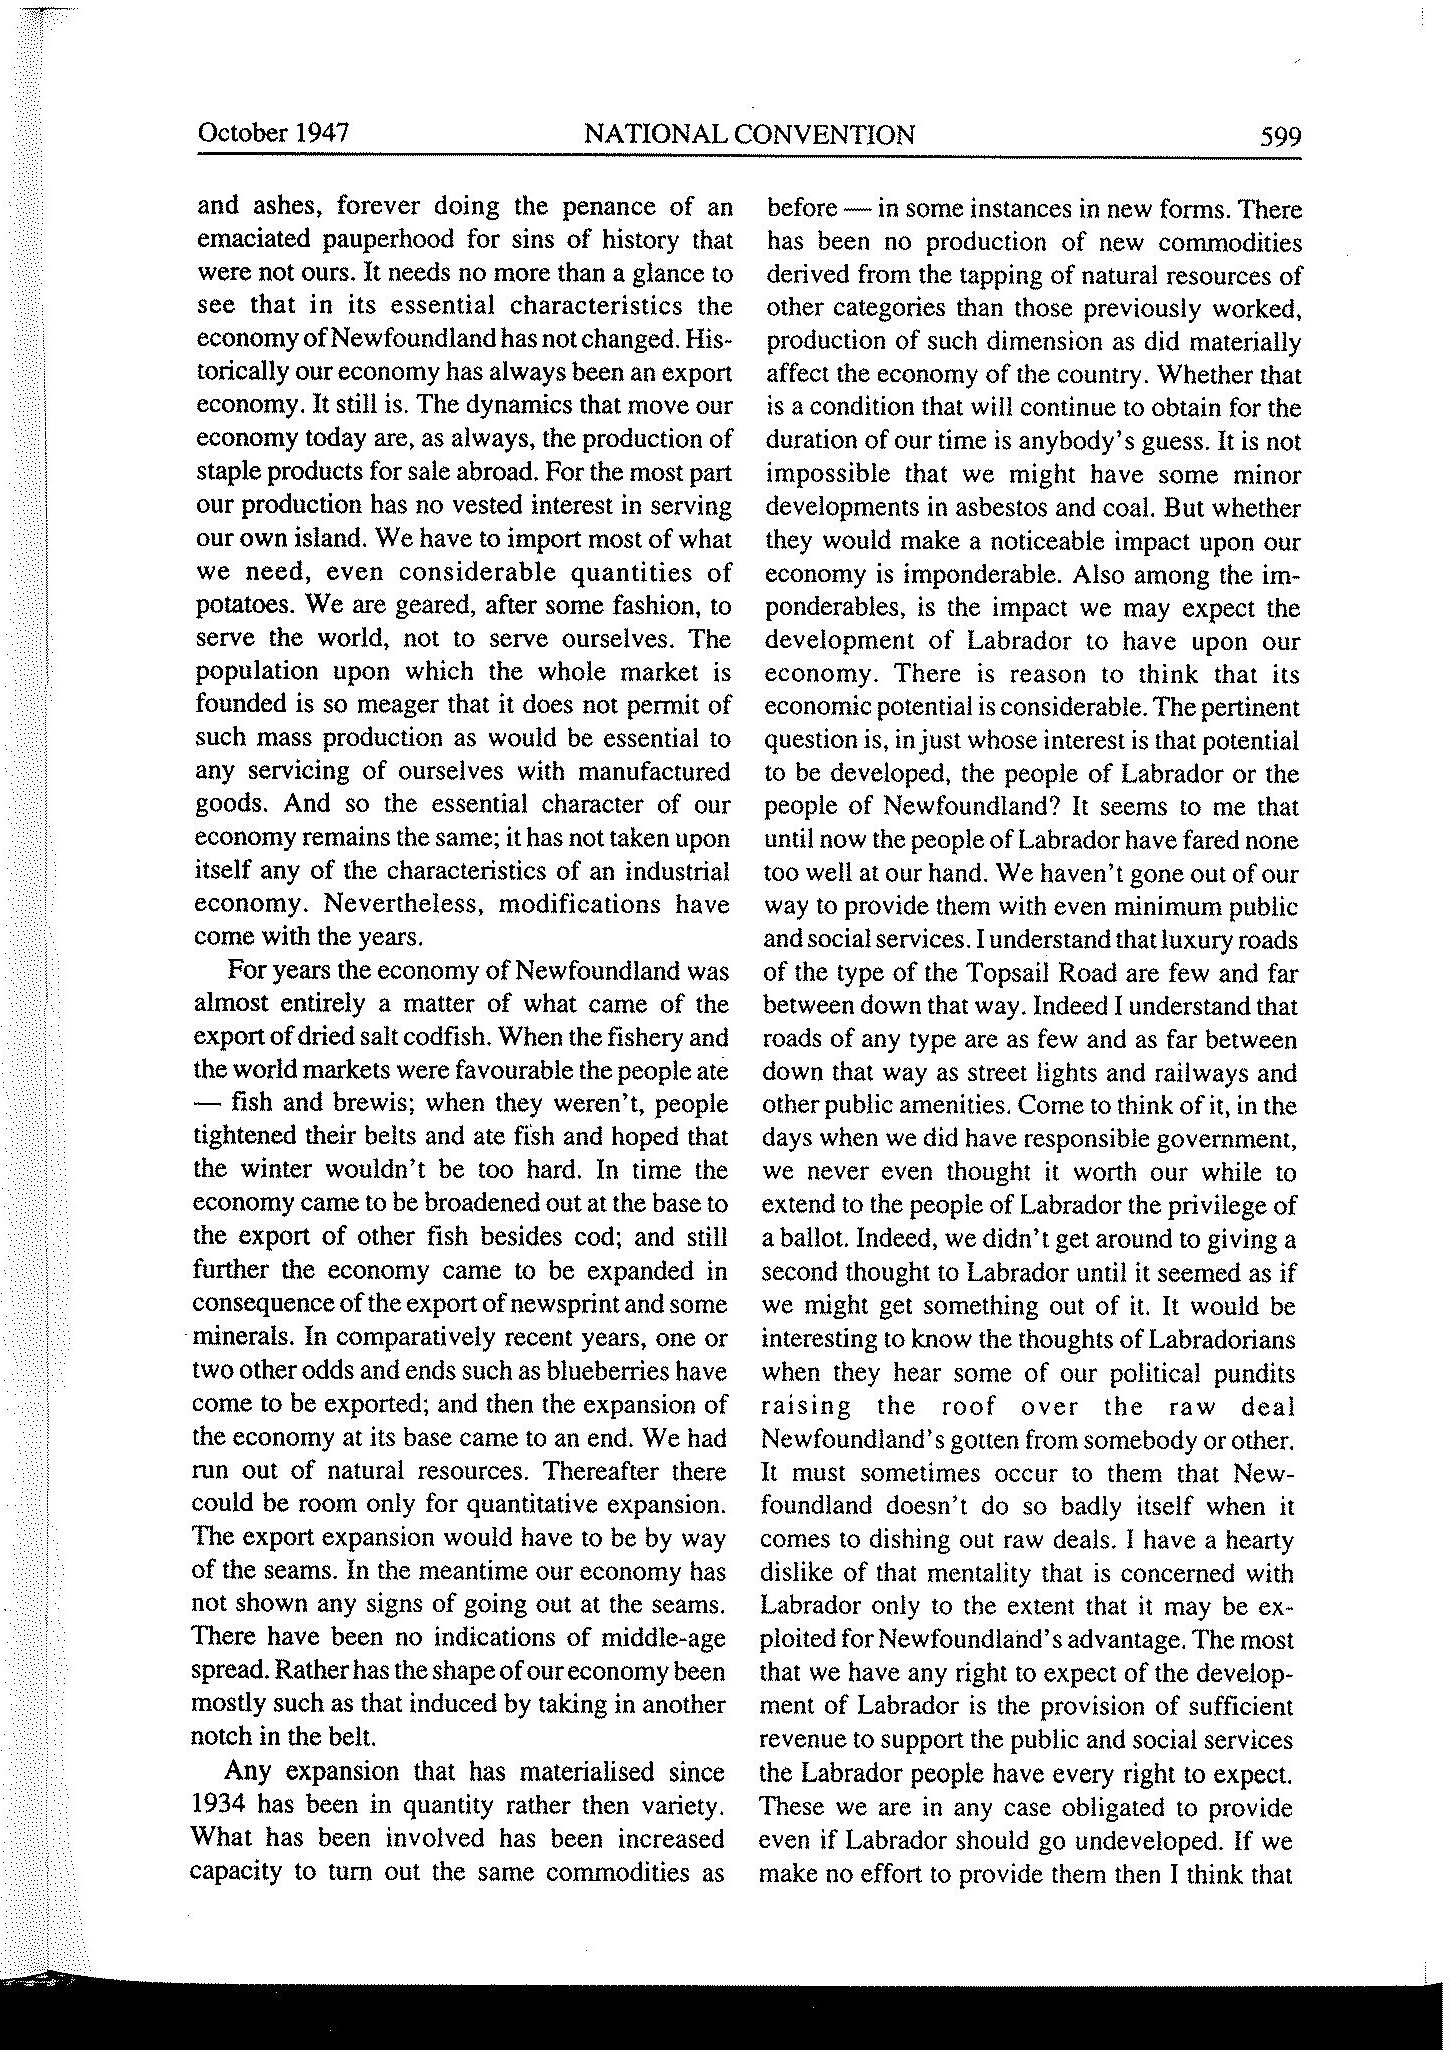 October 1947
NATIONAL CONVENTION
599
and ashes, forever doing the penance of an
emaciated pauperhood for sins of history that
were not ours. It needs no more than a glance to
see that in its essential characteristics the
economy of Newfoundland has not changed. His-
torically our economy has always been an export
economy. It still is. The dynamics that move our
economy today are, as always, the production of
staple products for sale abroad. For the most part
our production has no vested interest in serving
our own island. We have to import most of what
we need, even considerable quantities of
potatoes. We are geared, after some fashion, to
serve the world, not to serve ourselves. The
population upon which the whole market is
founded is so meager that it does not permit of
such mass production as would be essential to
any servicing of ourselves with manufactured
goods. And so the essential character of our
economy remains the same; it has not taken upon
itself any of the characteristics of an industrial
economy. Nevertheless, modifications have
come with the years.
For years the economy of Newfoundland was
almost entirely a matter of what came of the
export of dried salt codfish. When the fishery and
the world markets were favourable the people ate
— fish and brewis; when they weren't, people
tightened their belts and ate fish and hoped that
the winter wouldn't be too hard. In time the
economy came to be broadened out at the base to
the export of other fish besides cod; and still
further the economy came to be expanded in
consequence of the export of newsprint and some
minerals. In comparatively recent years, one or
two other odds and ends such as blueberries have
come to be exported; and then the expansion of
the economy at its base came to an end. We had
run out of natural resources. Thereafter there
could be room only for quantitative expansion.
The export expansion would have to be by way
of the seams. In the meantime our economy has
not shown any signs of going out at the seams.
There have been no indications of middle-age
spread. Rather has the shape of our economy been
mostly such as that induced by taking in another
notch in the belt.
Any expansion that has materialised since
1934 has been in quantity rather then variety.
What has been involved has been increased
capacity to turn out the same commodities as
before — in some instances in new forms. There
has been no production of new commodities
derived from the tapping of natural resources of
other categories than those previously worked,
production of such dimension as did materially
affect the economy of the country. Whether that
is a condition that will continue to obtain for the
duration of our time is anybody's guess. It is not
impossible that we might have some minor
developments in asbestos and coal. But whether
they would make a noticeable impact upon our
economy is imponderable. Also among the im-
ponderables, is the impact we may expect the
development of Labrador to have upon our
economy. There is reason to think that its
economic potential is considerable. The pertinent
question is, in just whose interest is that potential
to be developed, the people of Labrador or the
people of Newfoundland? It seems to me that
until now the people of Labrador have fared none
too well at our hand. We haven't gone out of our
way to provide them with even minimum public
and social services. I understand that luxury roads
of the type of the Topsail Road are few and far
between down that way. Indeed I understand that
roads of any type are as few and as far between
down that way as street lights and railways and
other public amenities. Come to think of it, in the
days when we did have responsible government,
we never even thought it worth our while to
extend to the people of Labrador the privilege of
a ballot. Indeed, we didn't get around to giving a
second thought to Labrador until it seemed as if
we might get something out of it. It would be
interesting to know the thoughts of Labradorians
when they hear some of our political pundits
raising the roof over the raw deal
Newfoundland's gotten from somebody or other.
It must sometimes occur to them that New-
foundland doesn't do so badly itself when it
comes to dishing out raw deals. I have a hearty
dislike of that mentality that is concerned with
Labrador only to the extent that it may be ex-
ploited for Newfoundland's advantage. The most
that we have any right to expect of the develop-
ment of Labrador is the provision of sufficient
revenue to support the public and social services
the Labrador people have every right to expect.
These we are in any case obligated to provide
even if Labrador should go undeveloped. If we
make no effort to provide them then I think that